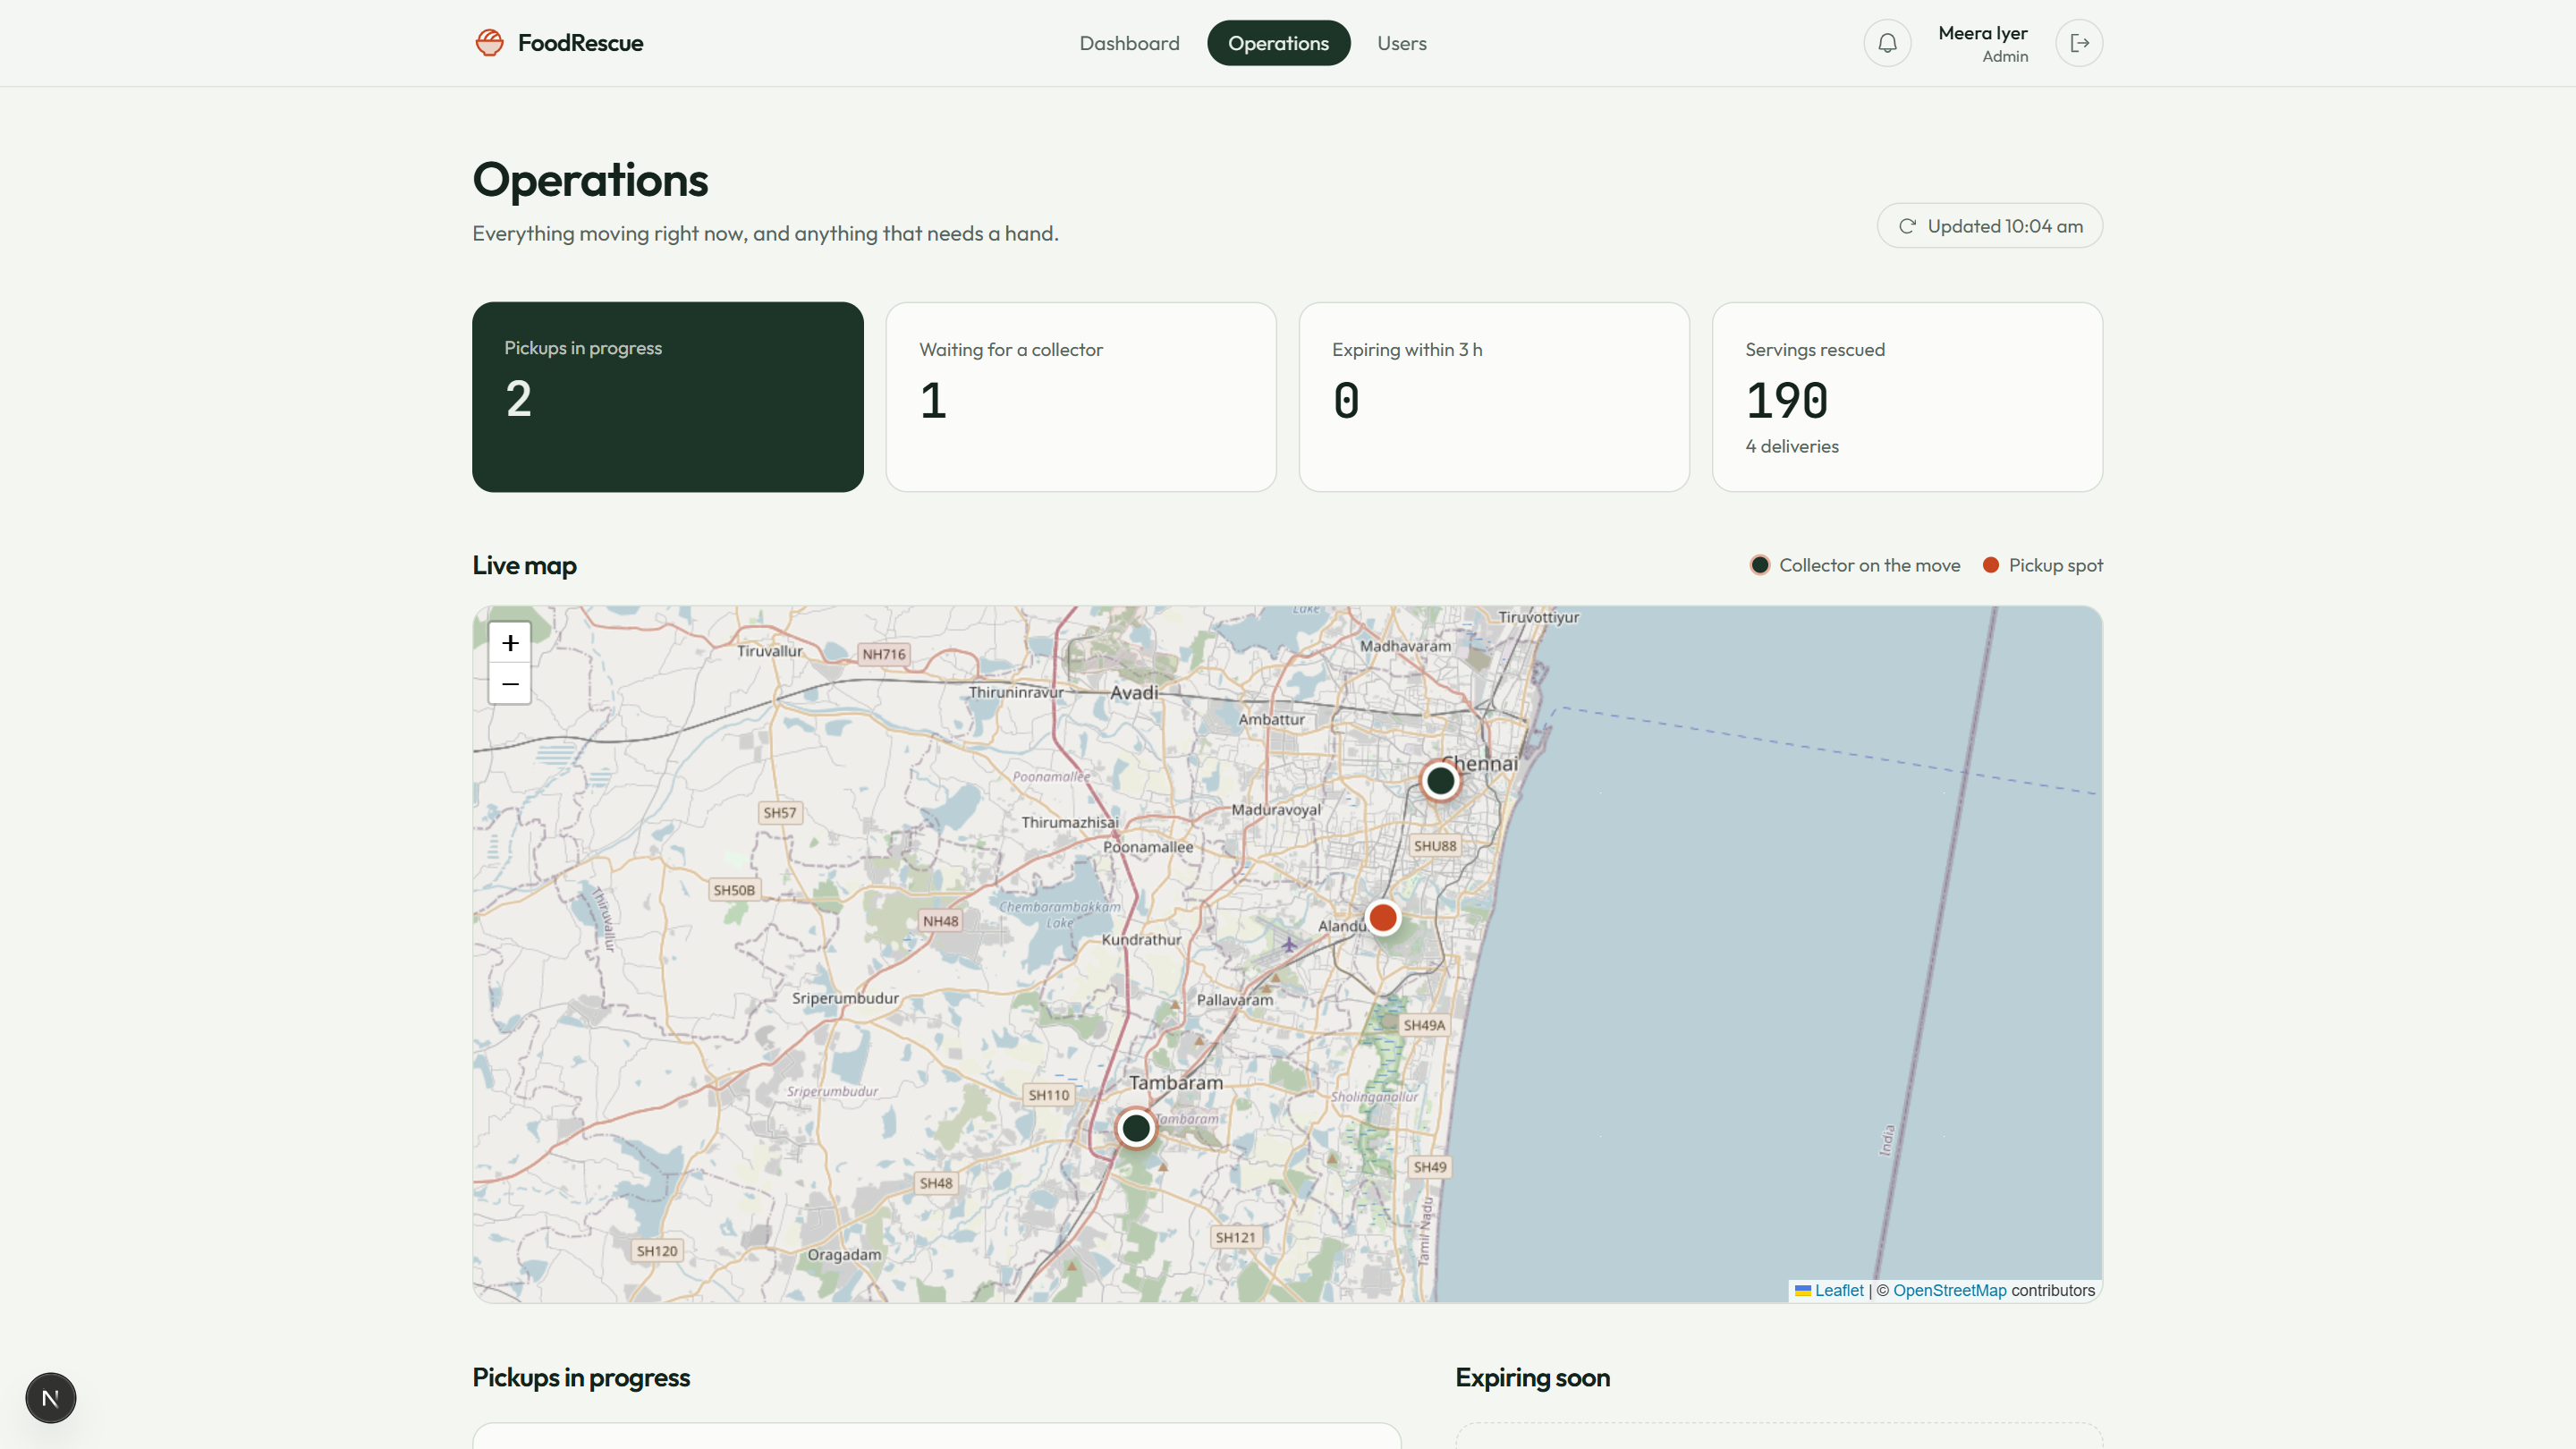 FoodRescue
Dashboard
Operations
Users
Meera Iyer
Admin
Operations
Everything moving right now, and anything that needs a hand.
Updated 10:04 am
Pickups in progress
2
Waiting for a collector
1
Expiring within 3 h
0
Servings rescued
190
4 deliveries
Live map
Collector on the move
Pickup spot
+
−
Lake
Tiruvottiyur
Tiruvallur
NH716
Madhavaram
Thiruninravur
Avadi
Ambattur
Chennai
Poonamallee
SH57
Thirumazhisai
Maduravoyal
Poonamallee
SHU88
SH50B
Thiruvallur
NH48
Chembarambakkam
Lake
Kundrathur
Alandu
Sriperumbudur
Pallavaram
SH49A
Tambaram
Sriperumbudur
SH110
Sholinganallur
Tambaram
India
SH48
SH49
Tamil Nadu
SH120
Oragadam
SH121
Leaflet | © OpenStreetMap contributors
Pickups in progress
Expiring soon
N